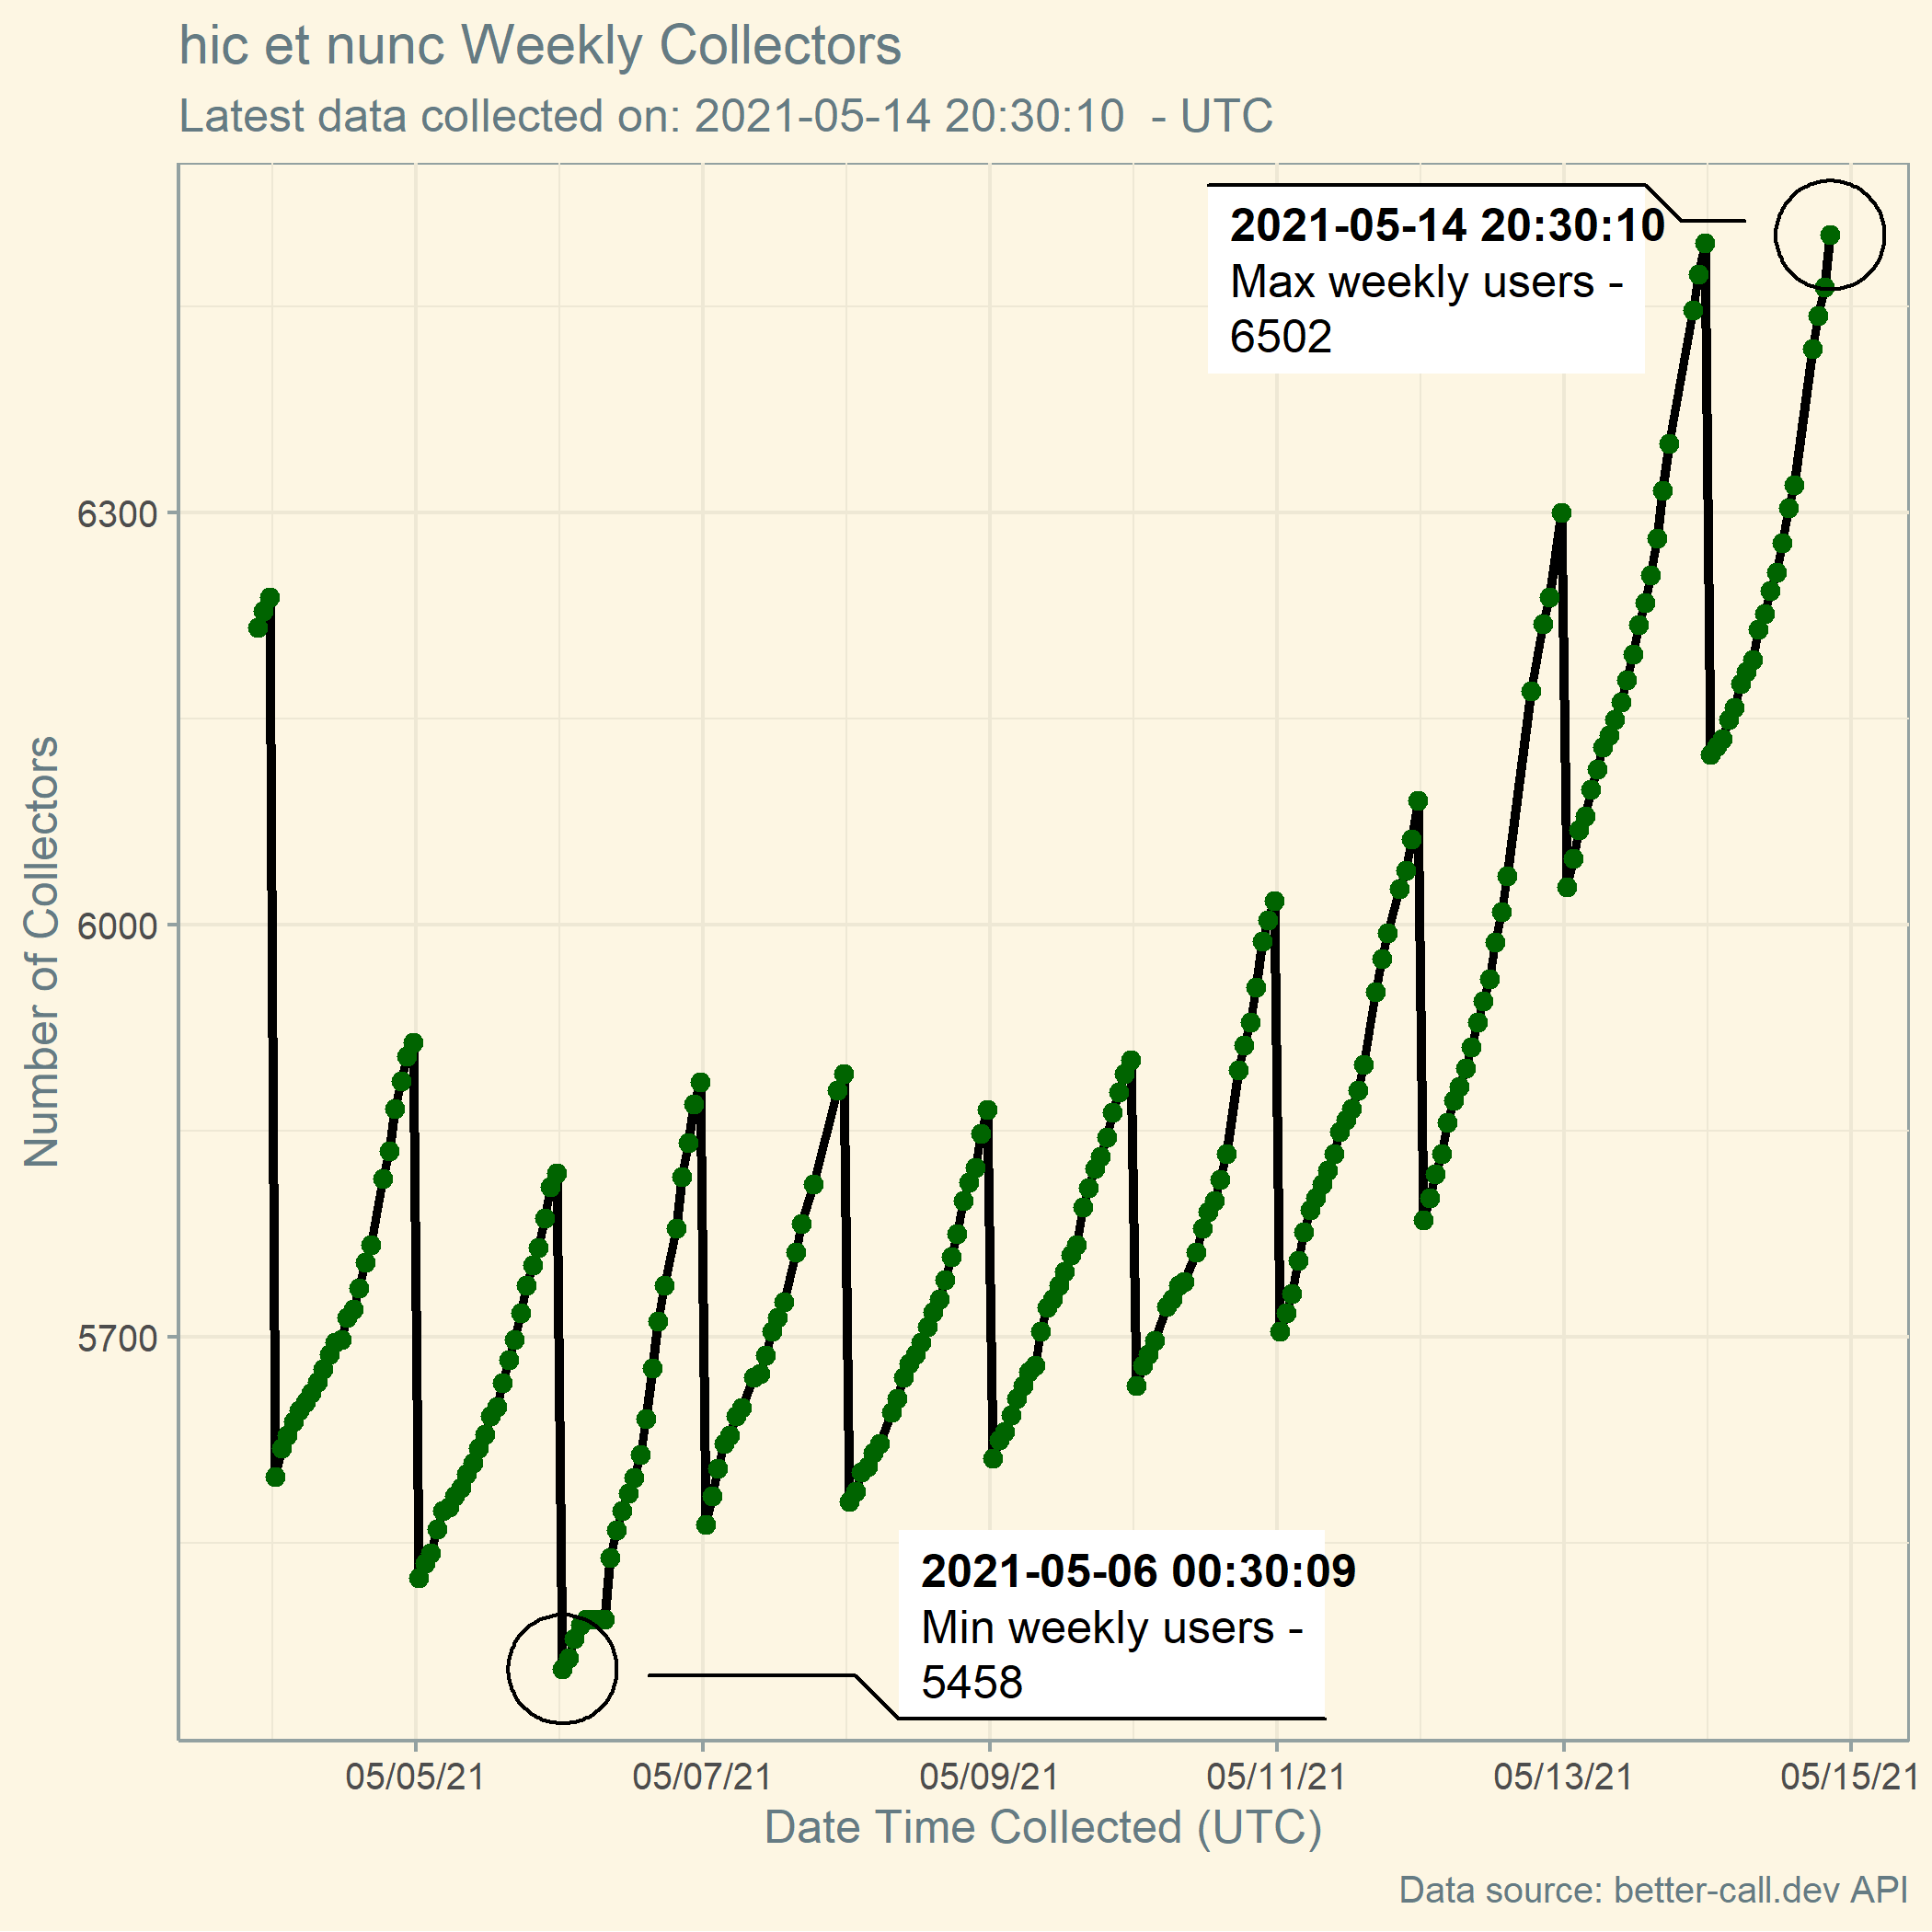 hic et nunc Weekly Collectors
Latest data collected on: 2021-05-14 20:30:10  - UTC
2021-05-14 20:30:10
Max weekly users -
6502
6300
6000
5700
Number of Collectors
2021-05-06 00:30:09
Min weekly users -
5458
05/05/21 05/07/21 05/09/21 05/11/21 05/13/21 05/15/21
Date Time Collected (UTC)
Data source: better-call.dev API